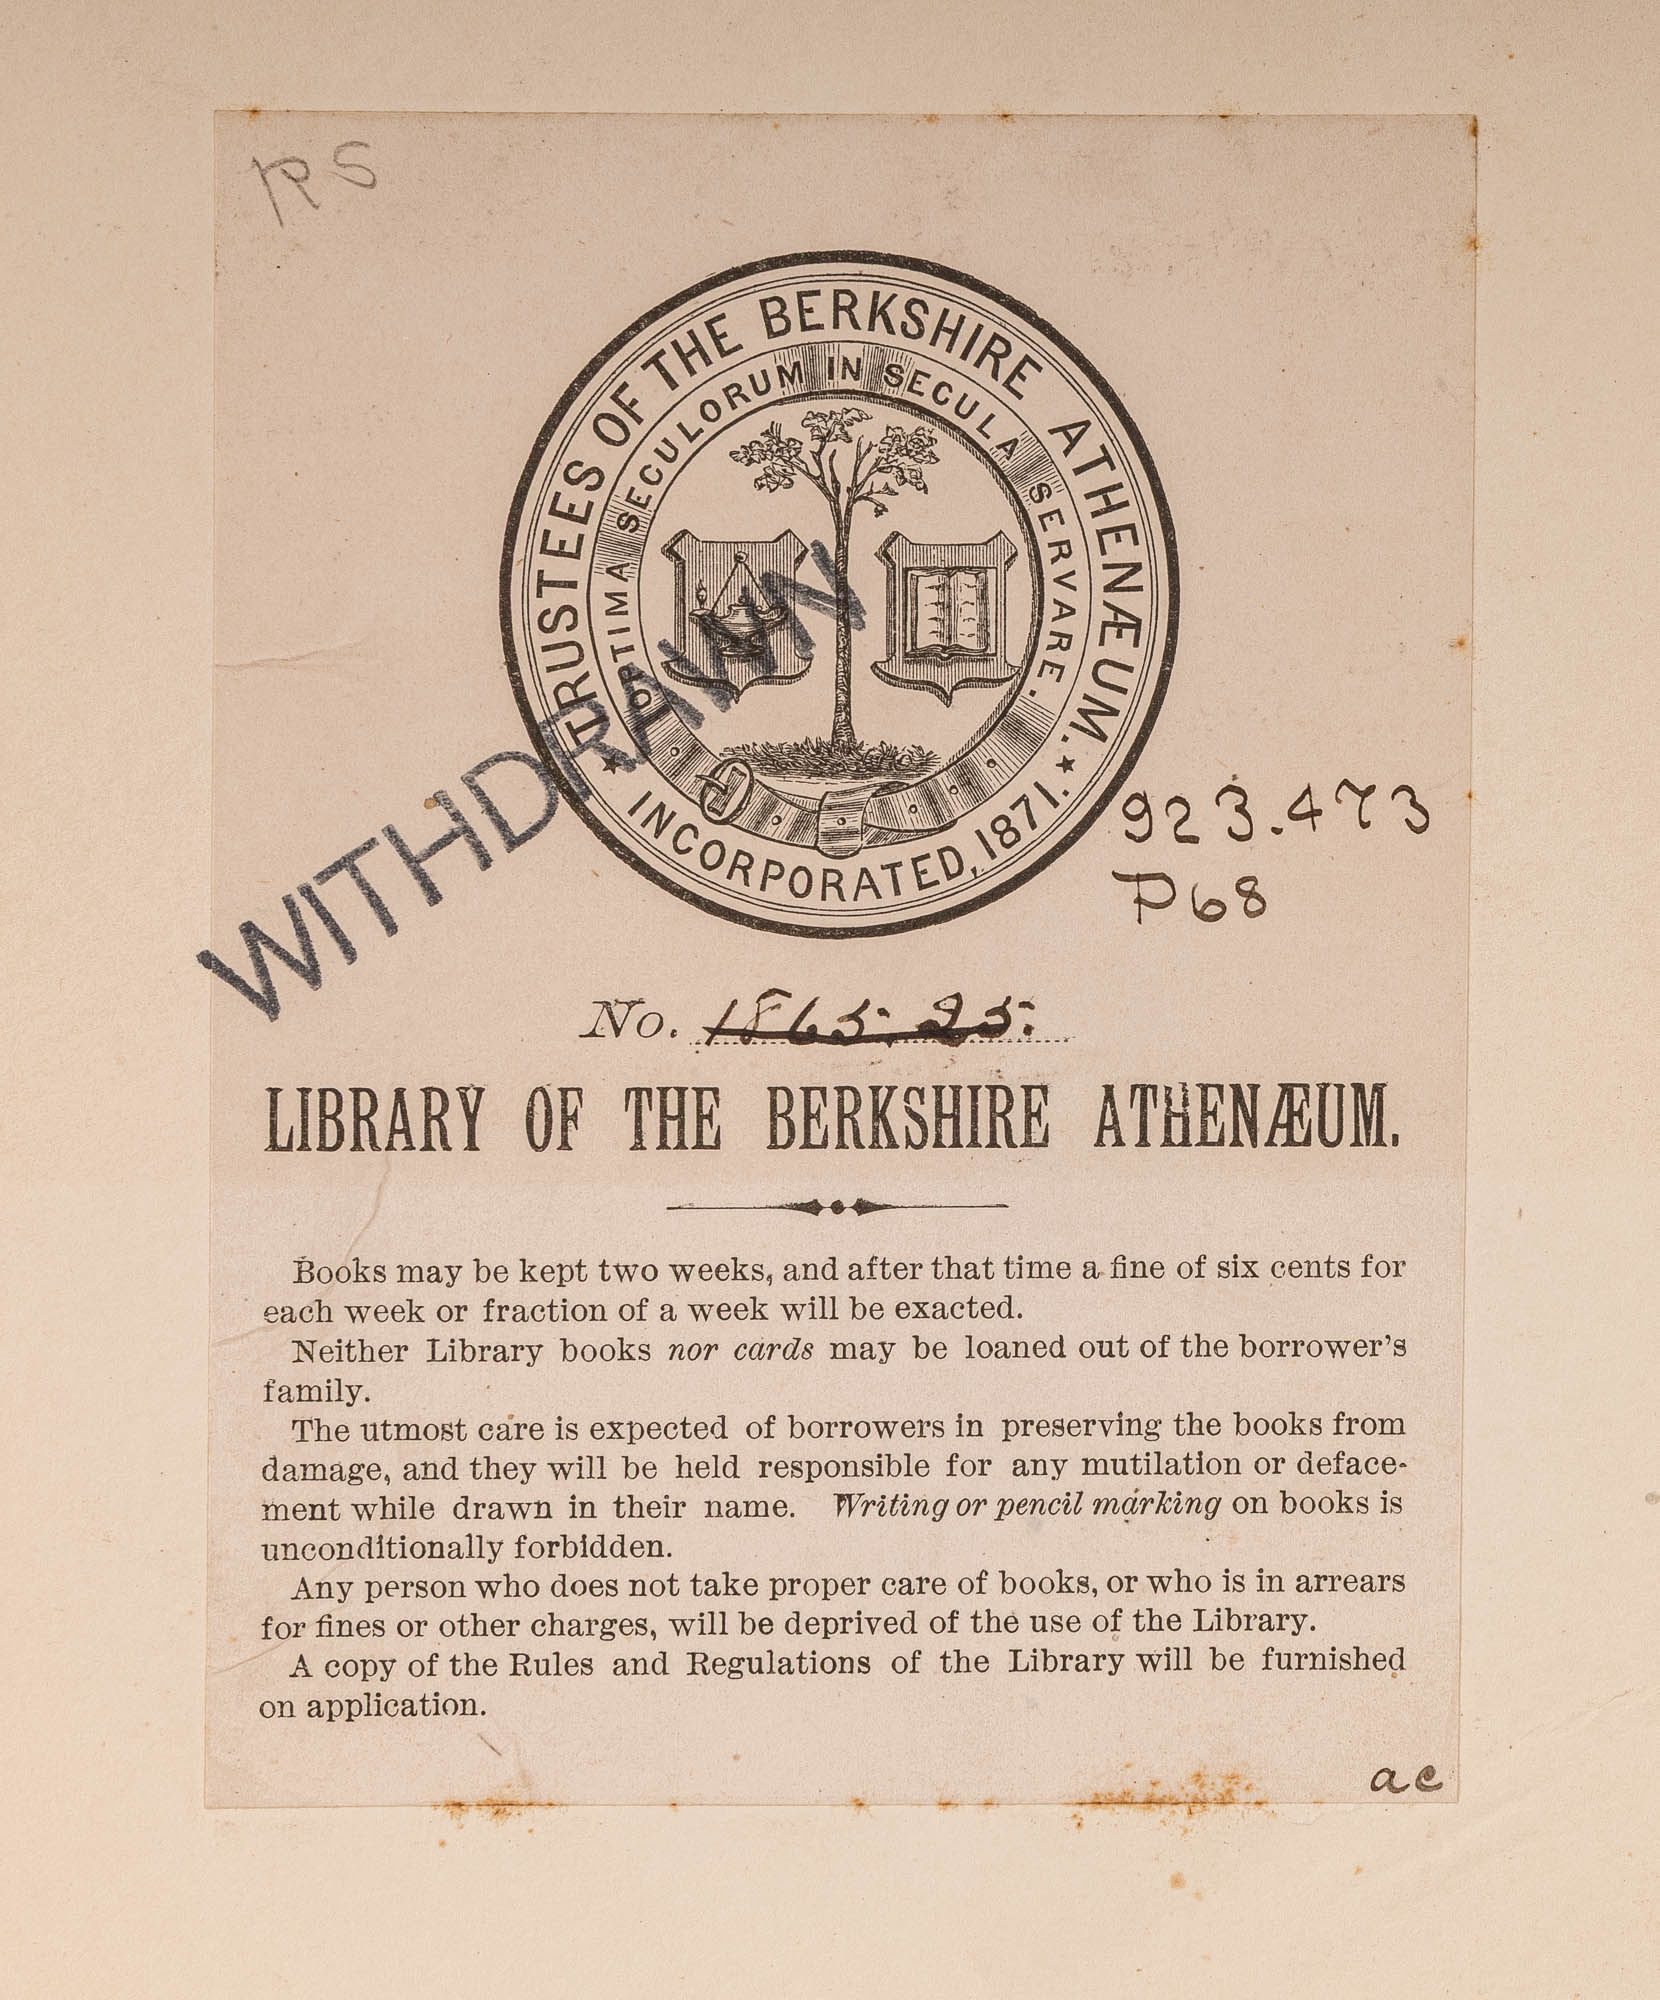 RS
TRUSTEES OF THE BERKSHIRE ATHENÆUM.
OPTIMA SECULORUM IN SECULA SERVARE.
★ INCORPORATED, 1871. ★
WITHDRAWN
923.473
P68
No. 1865.25.
LIBRARY OF THE BERKSHIRE ATHENÆUM.
Books may be kept two weeks, and after that time a fine of six cents for
each week or fraction of a week will be exacted.
Neither Library books nor cards may be loaned out of the borrower's
family.
The utmost care is expected of borrowers in preserving the books from
damage, and they will be held responsible for any mutilation or deface-
ment while drawn in their name. Writing or pencil marking on books is
unconditionally forbidden.
Any person who does not take proper care of books, or who is in arrears
for fines or other charges, will be deprived of the use of the Library.
A copy of the Rules and Regulations of the Library will be furnished
on application.
ac